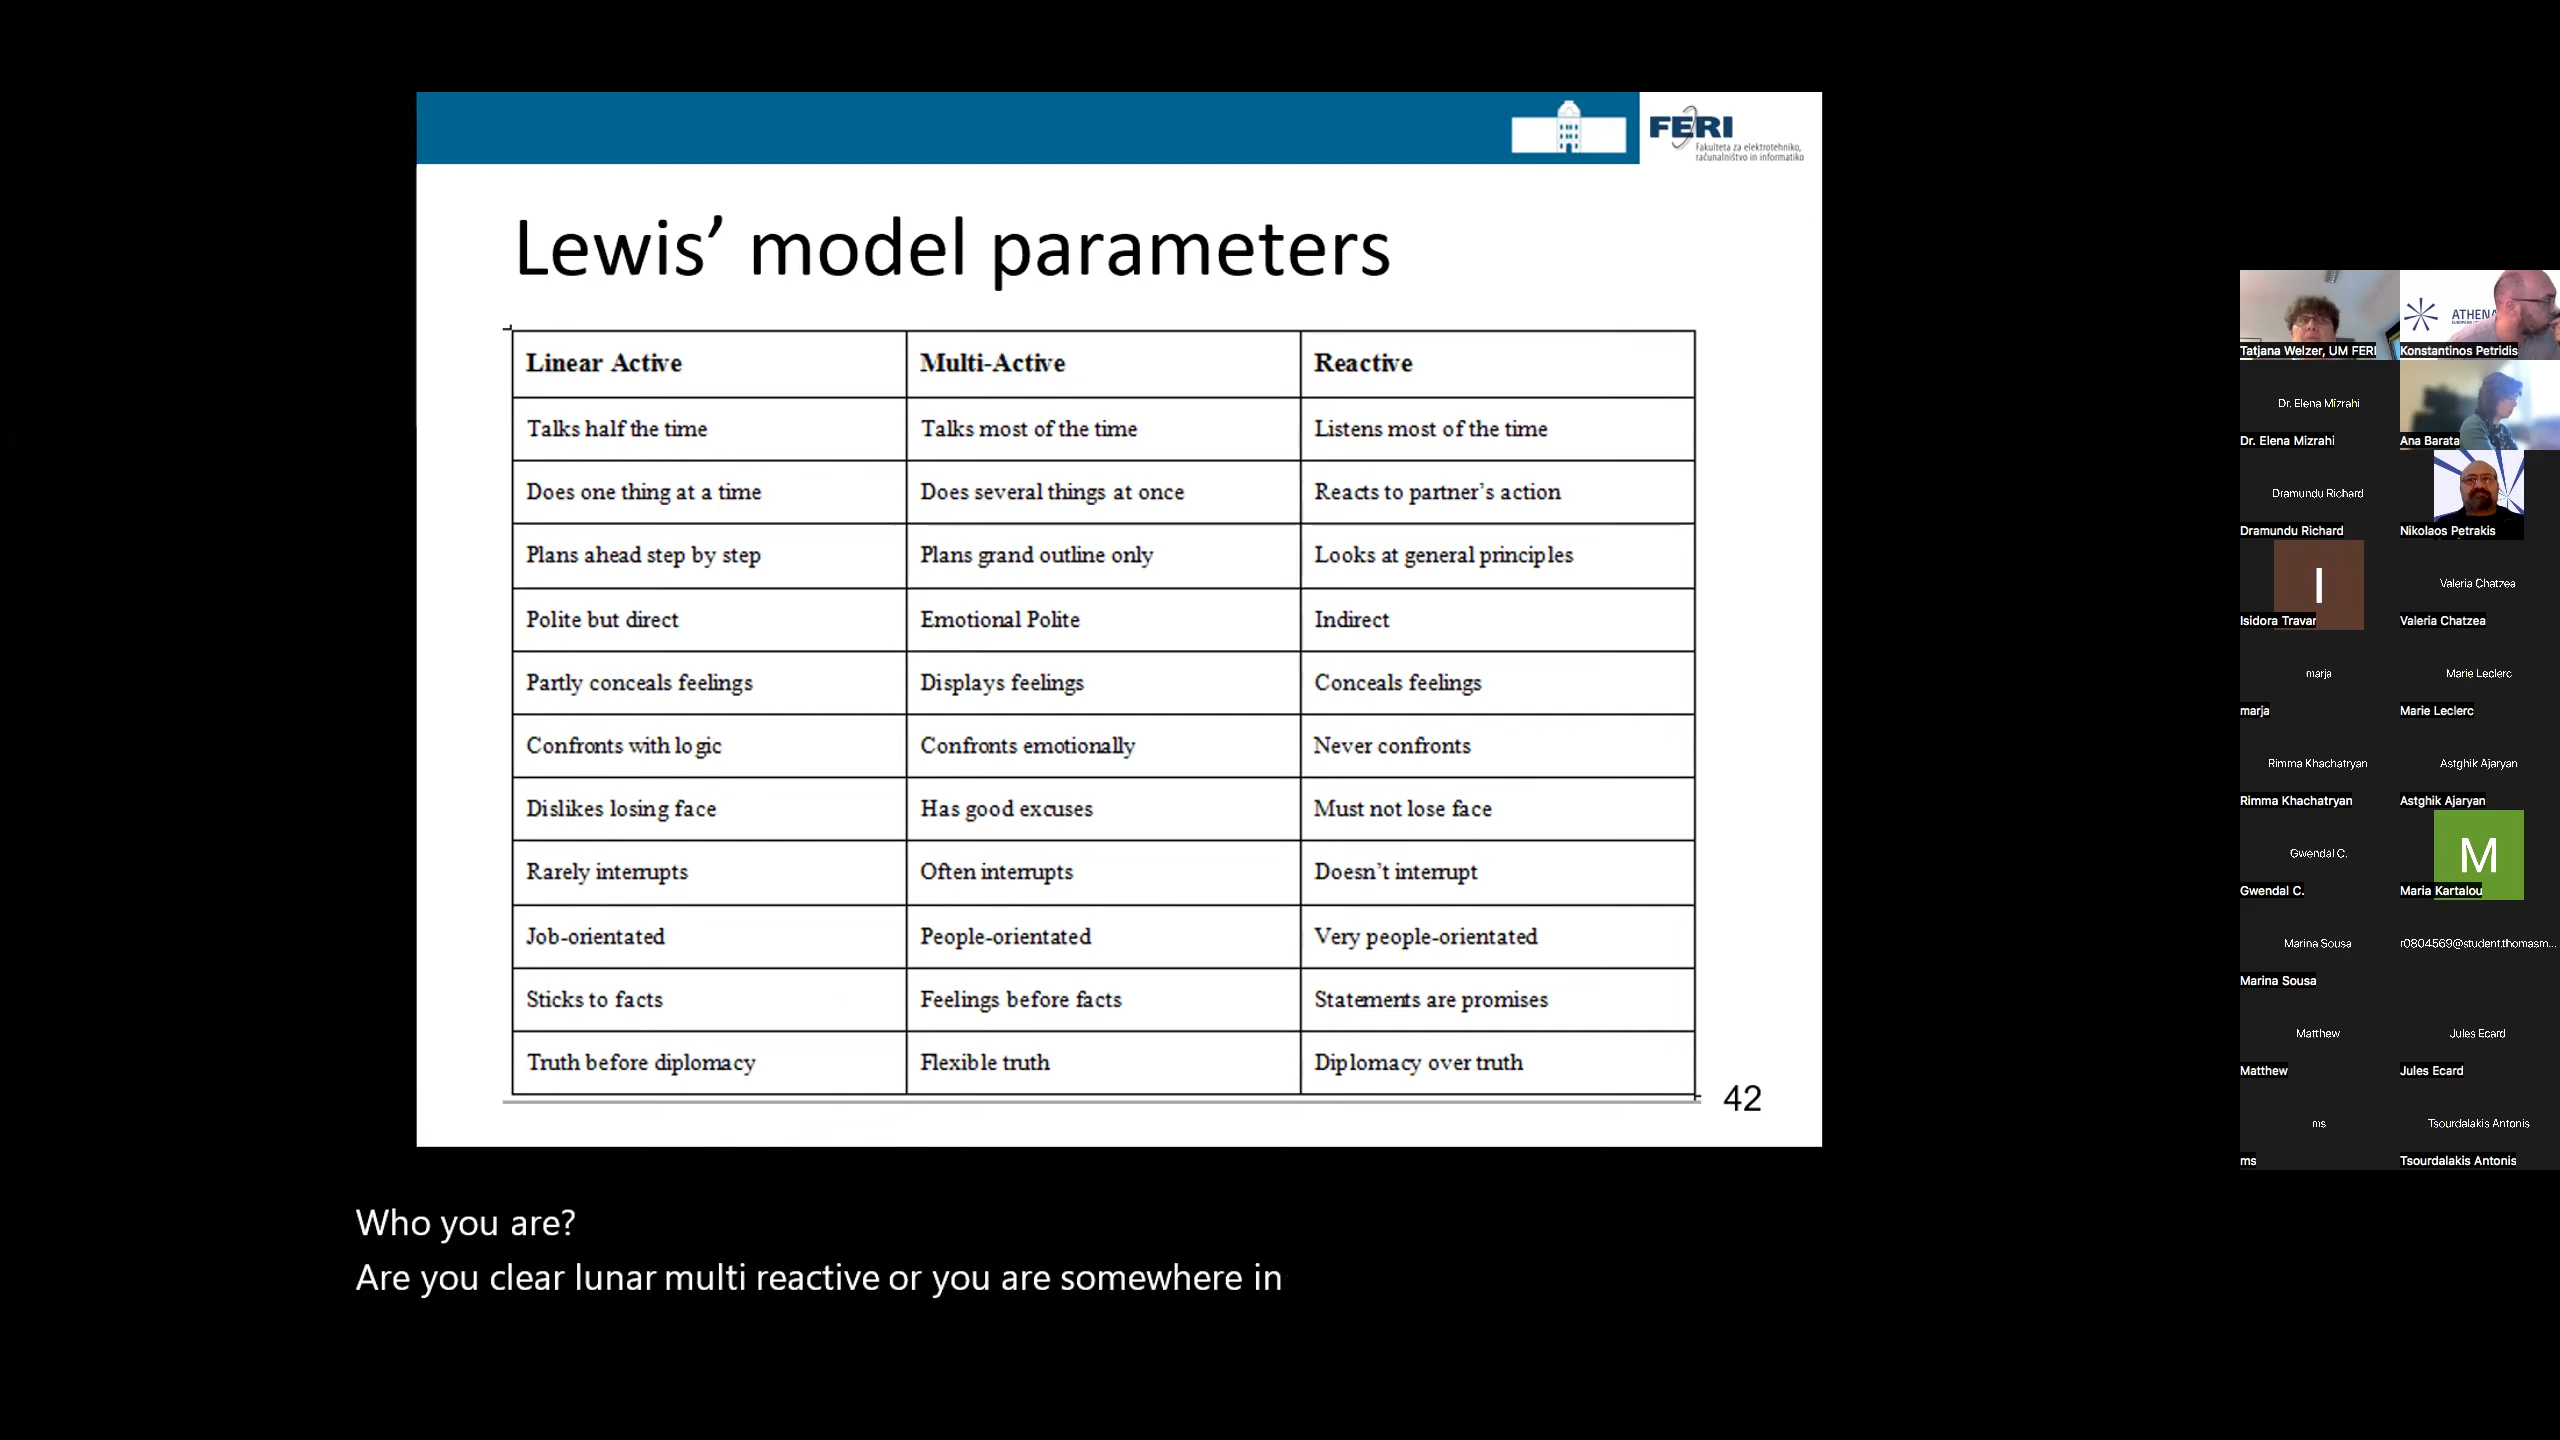 FERI
Fakulteta za elektrotehniko,
računalništvo in informatiko
Lewis’ model parameters
Linear Active Multi-Active Reactive
Talks half the time Talks most of the time Listens most of the time
Does one thing at a time Does several things at once Reacts to partner’s action
Plans ahead step by step Plans grand outline only Looks at general principles
Polite but direct Emotional Polite Indirect
Partly conceals feelings Displays feelings Conceals feelings
Confronts with logic Confronts emotionally Never confronts
Dislikes losing face Has good excuses Must not lose face
Rarely interrupts Often interrupts Doesn’t interrupt
Job-orientated People-orientated Very people-orientated
Sticks to facts Feelings before facts Statements are promises
Truth before diplomacy Flexible truth Diplomacy over truth
42
Who you are?
Are you clear lunar multi reactive or you are somewhere in
ATHENA
Tatjana Welzer, UM FERI Konstantinos Petridis
Dr. Elena Mizrahi
Dr. Elena Mizrahi Ana Barata
Dramundu Richard
Dramundu Richard Nikolaos Petrakis
I Valeria Chatzea
Isidora Travar Valeria Chatzea
marja Marie Leclerc
marja Marie Leclerc
Rimma Khachatryan Astghik Ajaryan
Rimma Khachatryan Astghik Ajaryan
Gwendal C. M
Gwendal C. Maria Kartalou
Marina Sousa r0804569@student.thomasm...
Marina Sousa
Matthew Jules Ecard
Matthew Jules Ecard
ms Tsourdalakis Antonis
ms Tsourdalakis Antonis